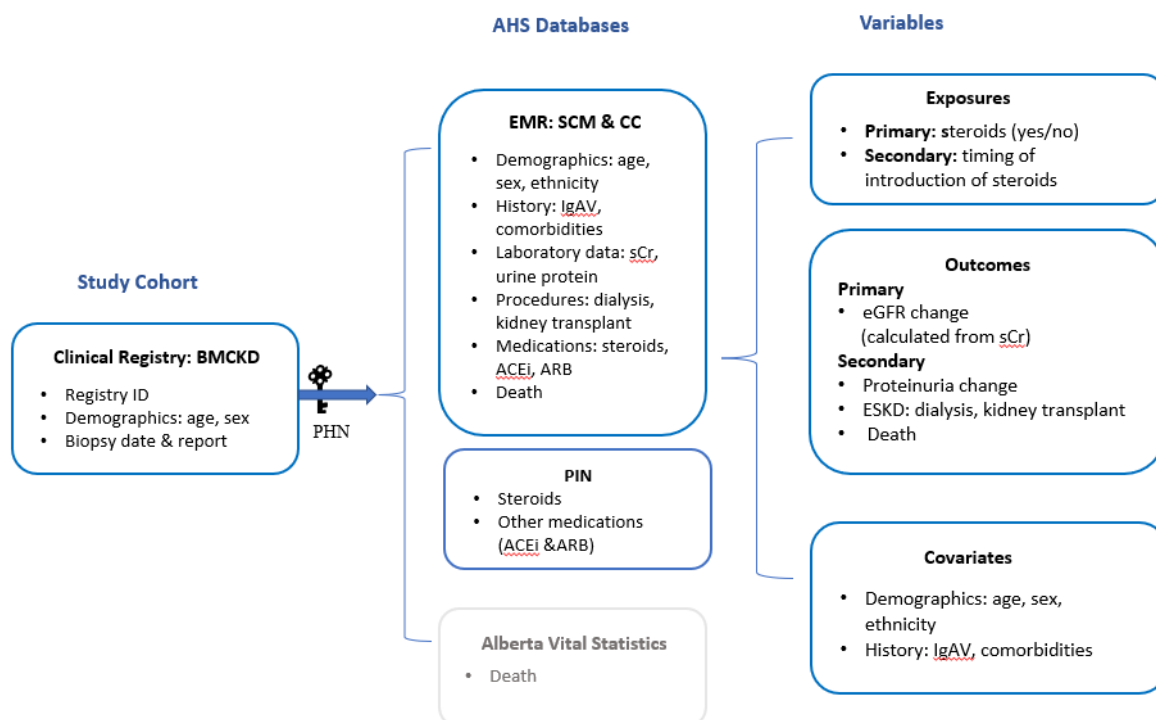 AHS Databases
Variables
Study Cohort
Clinical Registry: BMCKD
• Registry ID
• Demographics: age, sex
• Biopsy date & report
PHN
EMR: SCM & CC
• Demographics: age,
sex, ethnicity
• History: IgAV,
comorbidities
• Laboratory data: sCr,
urine protein
• Procedures: dialysis,
kidney transplant
• Medications: steroids,
ACEi, ARB
• Death
PIN
• Steroids
• Other medications
(ACEi &ARB)
Alberta Vital Statistics
• Death
Exposures
• Primary: steroids (yes/no)
• Secondary: timing of
introduction of steroids
Outcomes
Primary
• eGFR change
(calculated from sCr)
Secondary
• Proteinuria change
• ESKD: dialysis, kidney transplant
• Death
Covariates
• Demographics: age, sex,
ethnicity
• History: IgAV, comorbidities